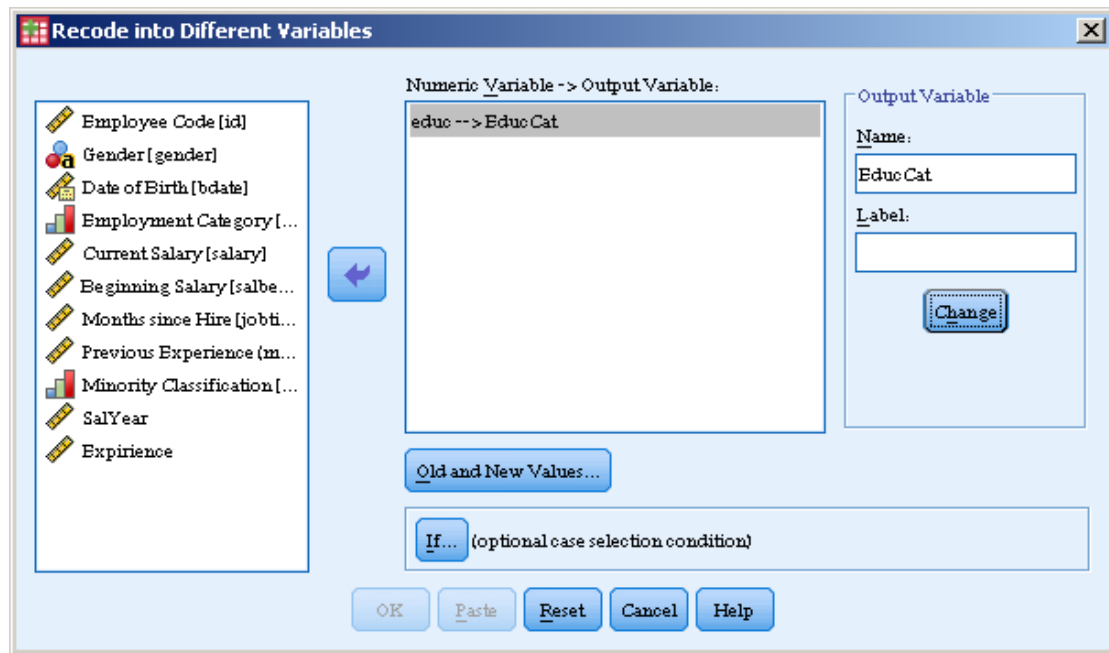 Recode into Different Variables
Numeric Variable -> Output Variable:
Employee Code [id]
Gender [gender]
Date of Birth [bdate]
Employment Category [...
Current Salary [salary]
Beginning Salary [salbe...
Months since Hire [jobti...
Previous Experience (m...
Minority Classification [...
SalYear
Expirience
educ --> EducCat
Output Variable
Name:
EducCat
Label:
Change
Old and New Values...
If... (optional case selection condition)
OK Paste Reset Cancel Help